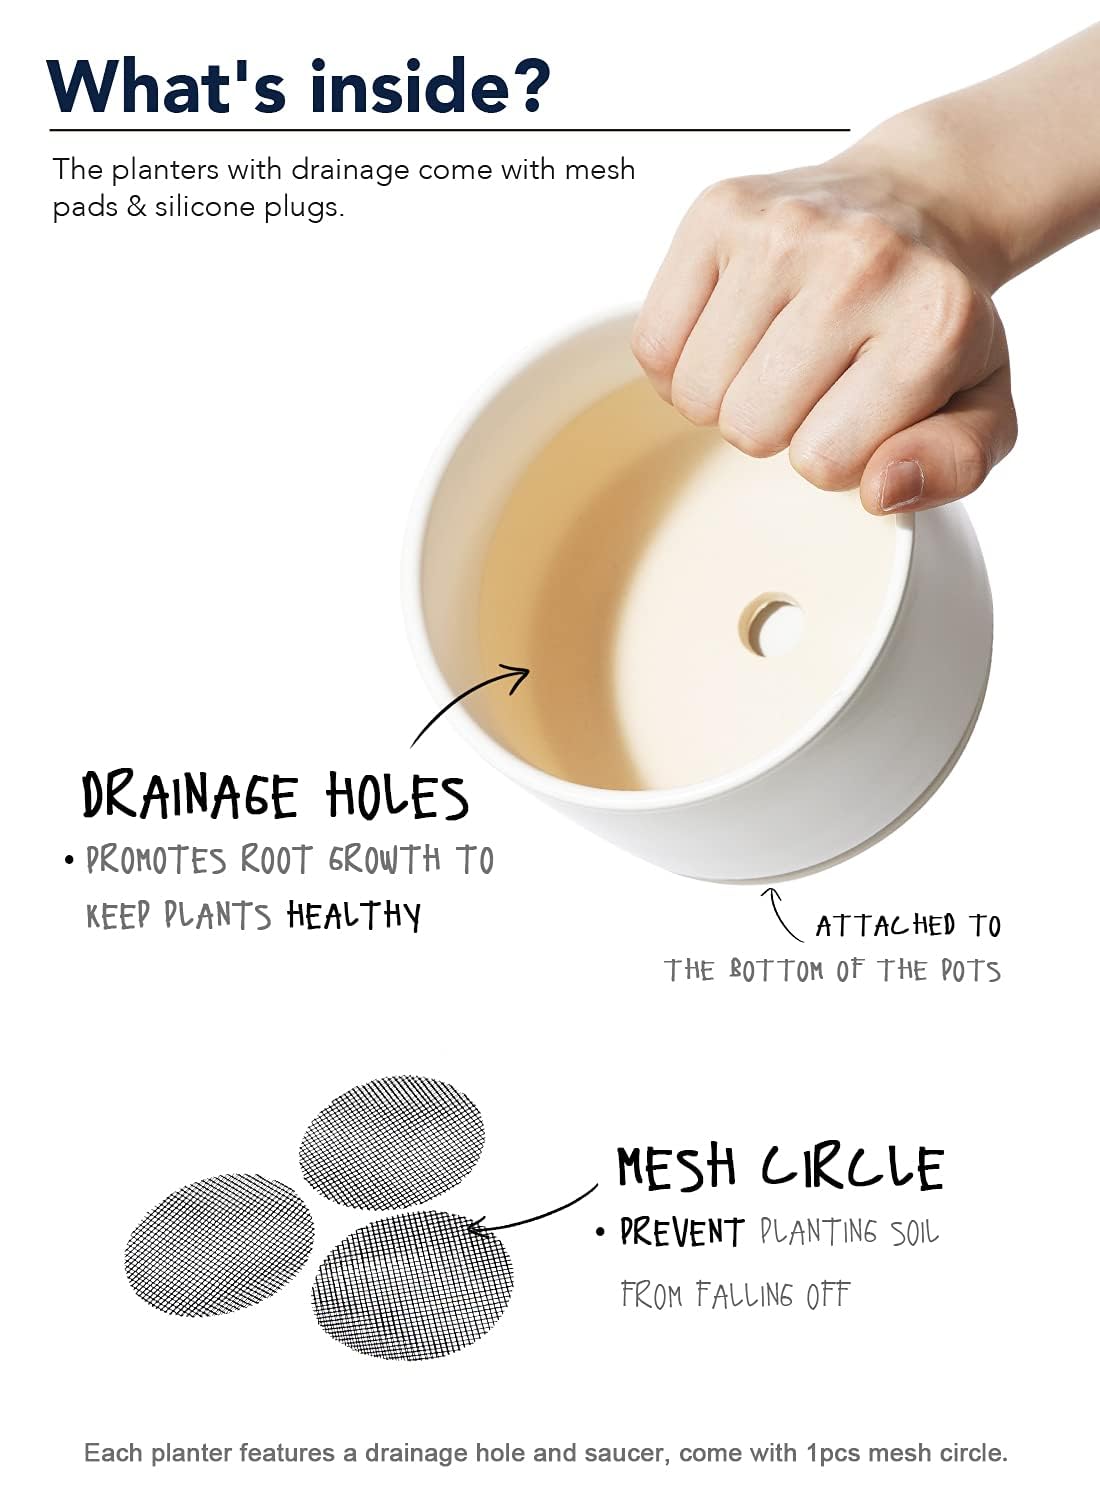 What's inside?
The planters with drainage come with mesh
pads & silicone plugs.
DRAINAGE HOLES
• PROMOTES ROOT GROWTH TO
KEEP PLANTS HEALTHY
ATTACHED TO
THE BOTTOM OF THE POTS
MESH CIRCLE
• PREVENT PLANTING SOIL
FROM FALLING OFF
Each planter features a drainage hole and saucer, come with 1pcs mesh circle.